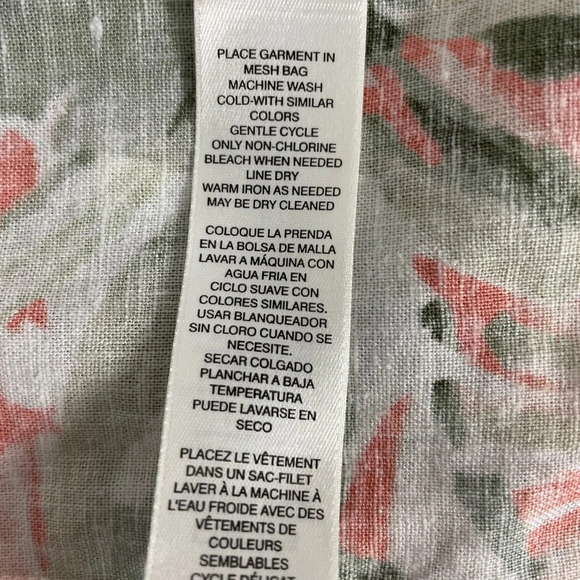 PLACE GARMENT IN
MESH BAG
MACHINE WASH
COLD-WITH SIMILAR
COLORS
GENTLE CYCLE
ONLY NON-CHLORINE
BLEACH WHEN NEEDED
LINE DRY
WARM IRON AS NEEDED
MAY BE DRY CLEANED
COLOQUE LA PRENDA
EN LA BOLSA DE MALLA
LAVAR A MÁQUINA CON
AGUA FRIA EN
CICLO SUAVE CON
COLORES SIMILARES.
USAR BLANQUEADOR
SIN CLORO CUANDO SE
NECESITE.
SECAR COLGADO
PLANCHAR A BAJA
TEMPERATURA
PUEDE LAVARSE EN
SECO
PLACEZ LE VÊTEMENT
DANS UN SAC-FILET
LAVER À LA MACHINE À
L'EAU FROIDE AVEC DES
VÊTEMENTS DE
COULEURS
SEMBLABLES
CYCLE DÉLICAT